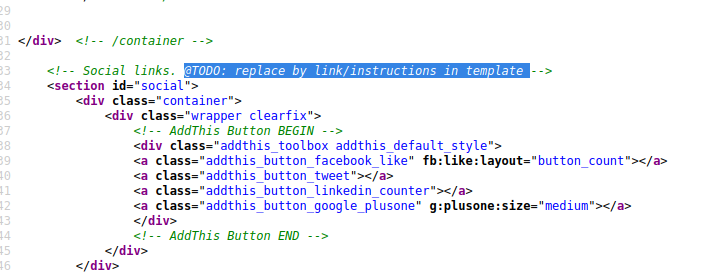 29
30
31 </div>  <!-- /container -->
32
33     <!-- Social links. @TODO: replace by link/instructions in template -->
34     <section id="social">
35         <div class="container">
36             <div class="wrapper clearfix">
37                 <!-- AddThis Button BEGIN -->
38                 <div class="addthis_toolbox addthis_default_style">
39                 <a class="addthis_button_facebook_like" fb:like:layout="button_count"></a>
40                 <a class="addthis_button_tweet"></a>
41                 <a class="addthis_button_linkedin_counter"></a>
42                 <a class="addthis_button_google_plusone" g:plusone:size="medium"></a>
43                 </div>
44                 <!-- AddThis Button END -->
45             </div>
46         </div>